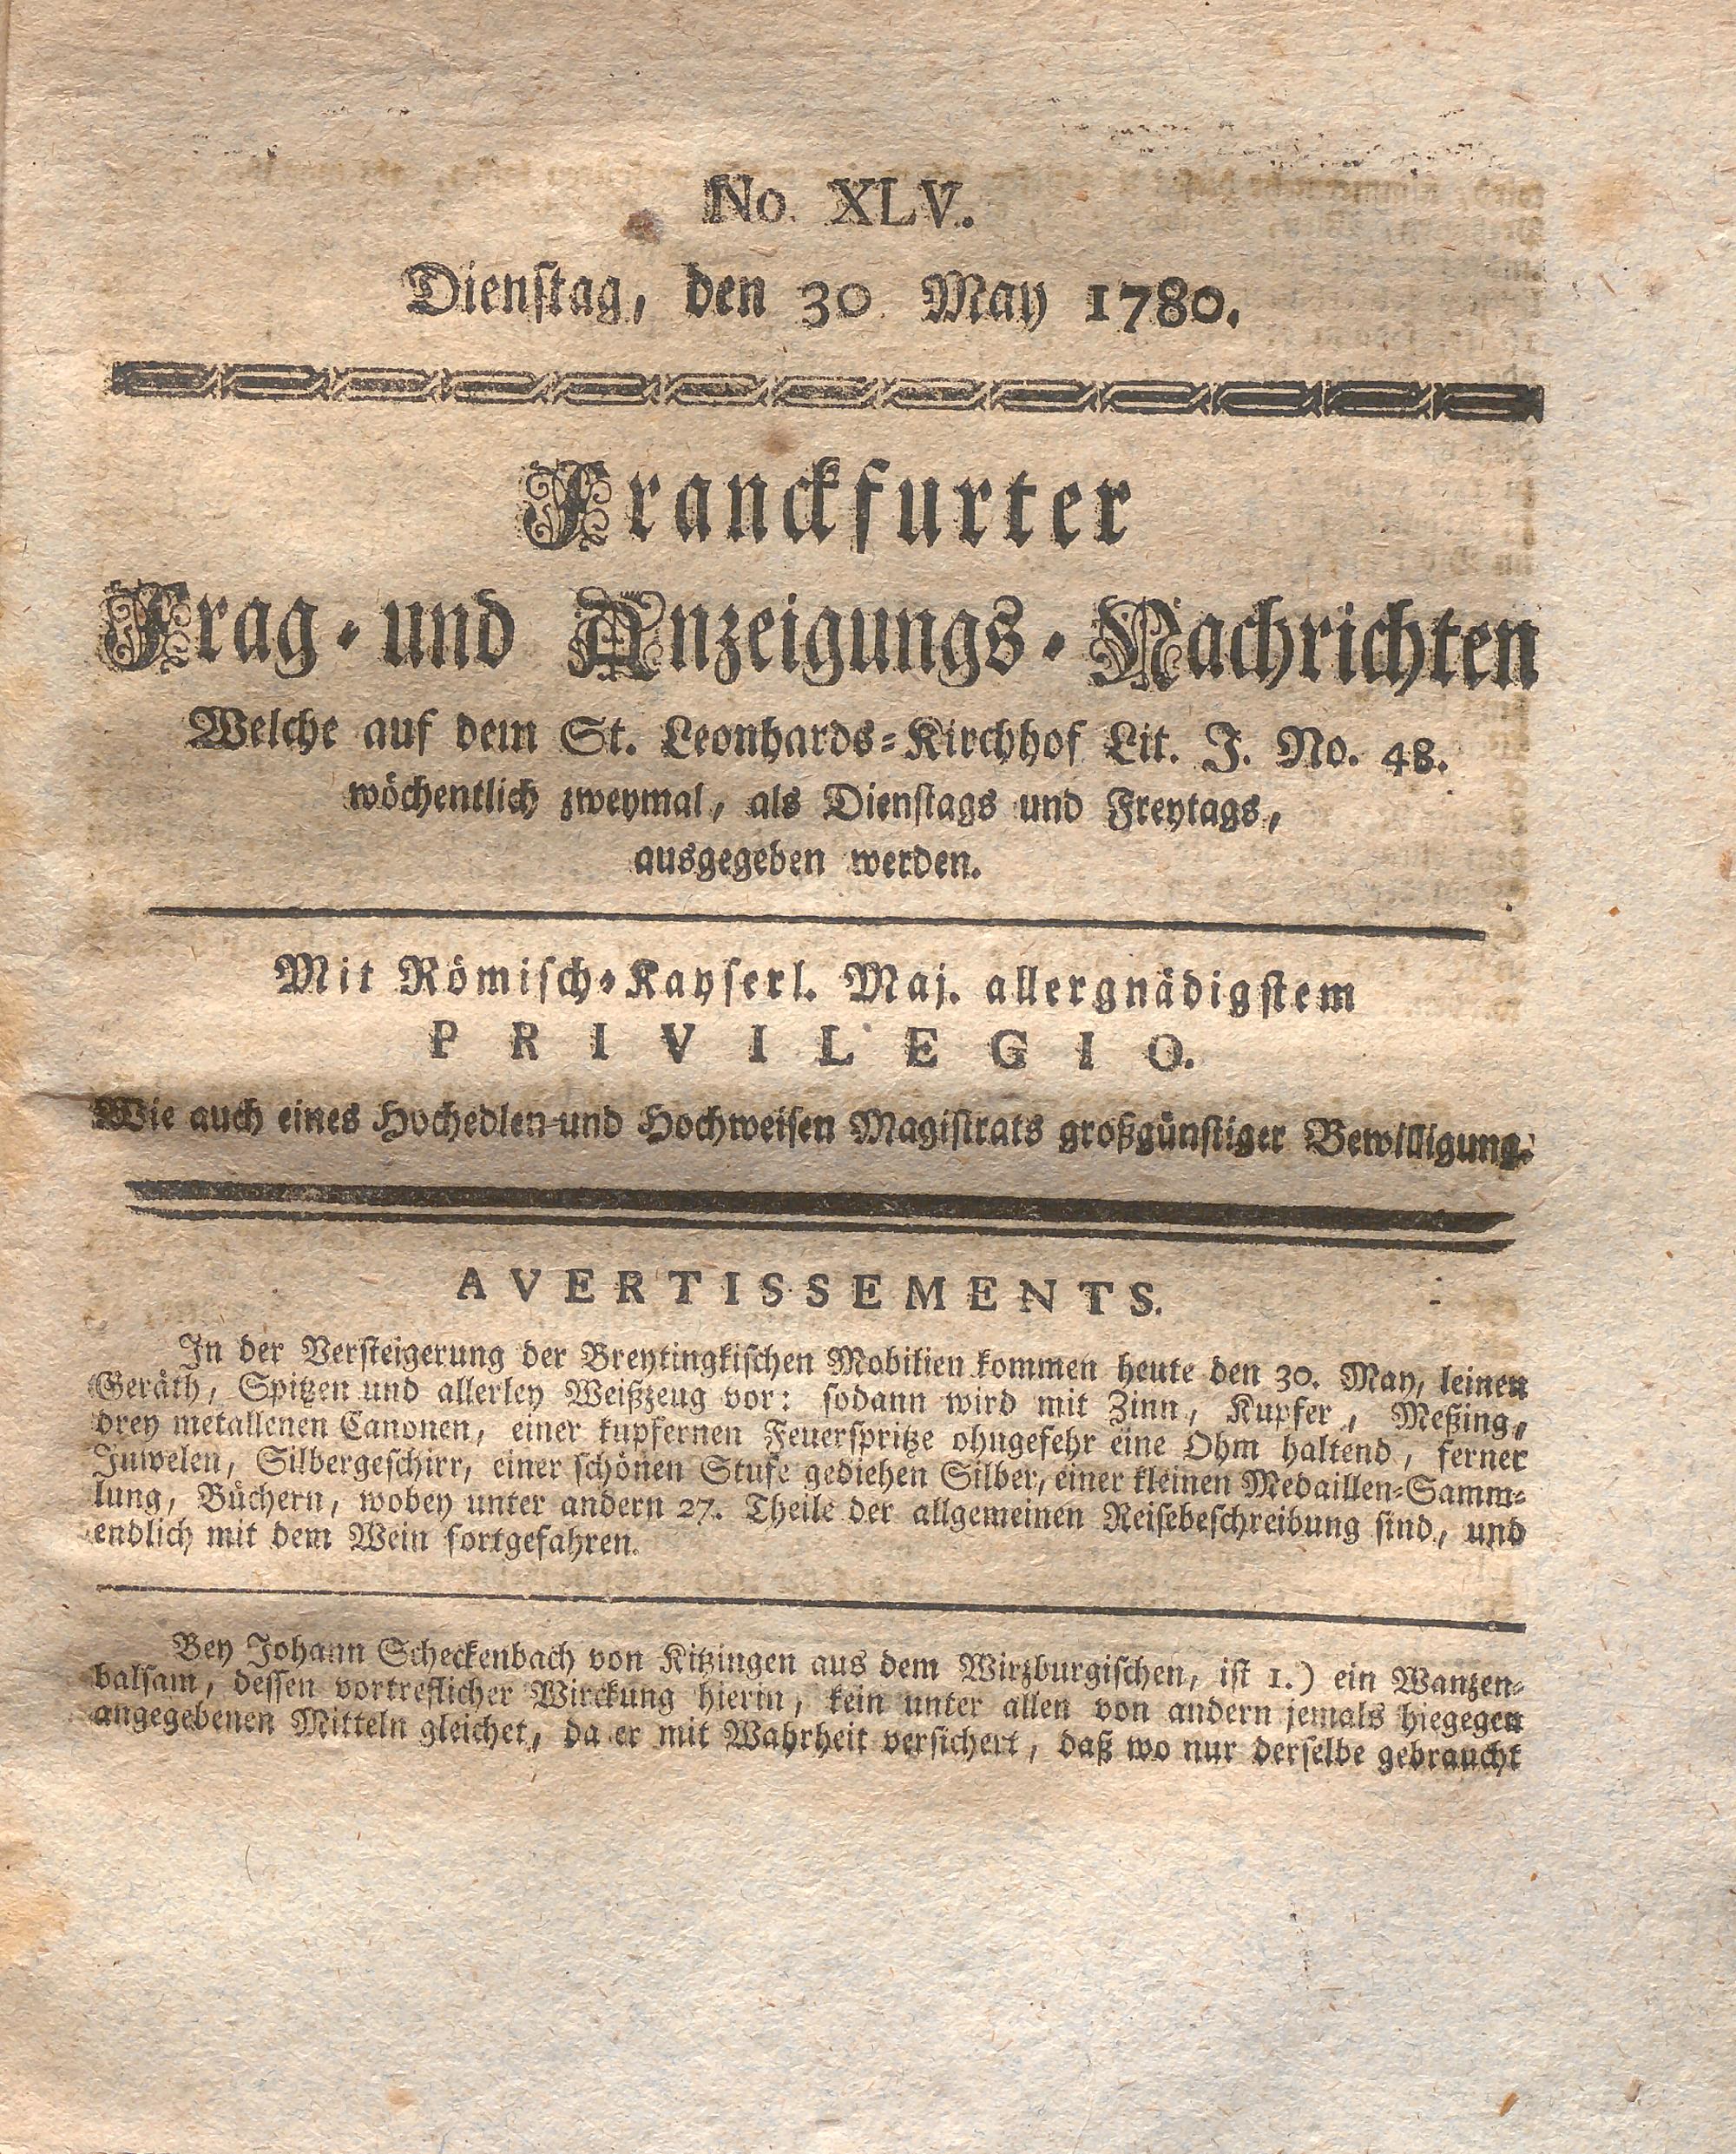 No. XLV.
Dienstag, den 30 May 1780.
Franckfurter
Frag- und Anzeigungs-Nachrichten
Welche auf dem St. Leonhards-Kirchhof Lit. J. No. 48.
wöchentlich zweymal, als Dienstags und Freytags,
ausgegeben werden.
Mit Römisch-Kayserl. Maj. allergnädigstem
PRIVILEGIO.
Wie auch eines Hochedlen und Hochweisen Magistrats großgünstiger Bewilligung.
AVERTISSEMENTS.
In der Versteigerung der Breytingkischen Mobilien kommen heute den 30. May, leinen
Geräth, Spitzen und allerley Weißzeug vor: sodann wird mit Zinn, Kupfer, Meßing,
drey metallenen Canonen, einer kupfernen Feuerspritze ohngefehr eine Ohm haltend, ferner
Juwelen, Silbergeschirr, einer schönen Stufe gediehen Silber, einer kleinen Medaillen-Samm-
lung, Büchern, wobey unter andern 27. Theile der allgemeinen Reisebeschreibung sind, und
endlich mit dem Wein fortgefahren.
Bey Johann Scheckenbach von Kitzingen aus dem Wirzburgischen, ist 1.) ein Wanzen-
balsam, dessen vortreflicher Wirckung hierin, kein unter allen von andern jemals hiegegen
angegebenen Mitteln gleichet, da er mit Wahrheit versichert, daß wo nur derselbe gebraucht